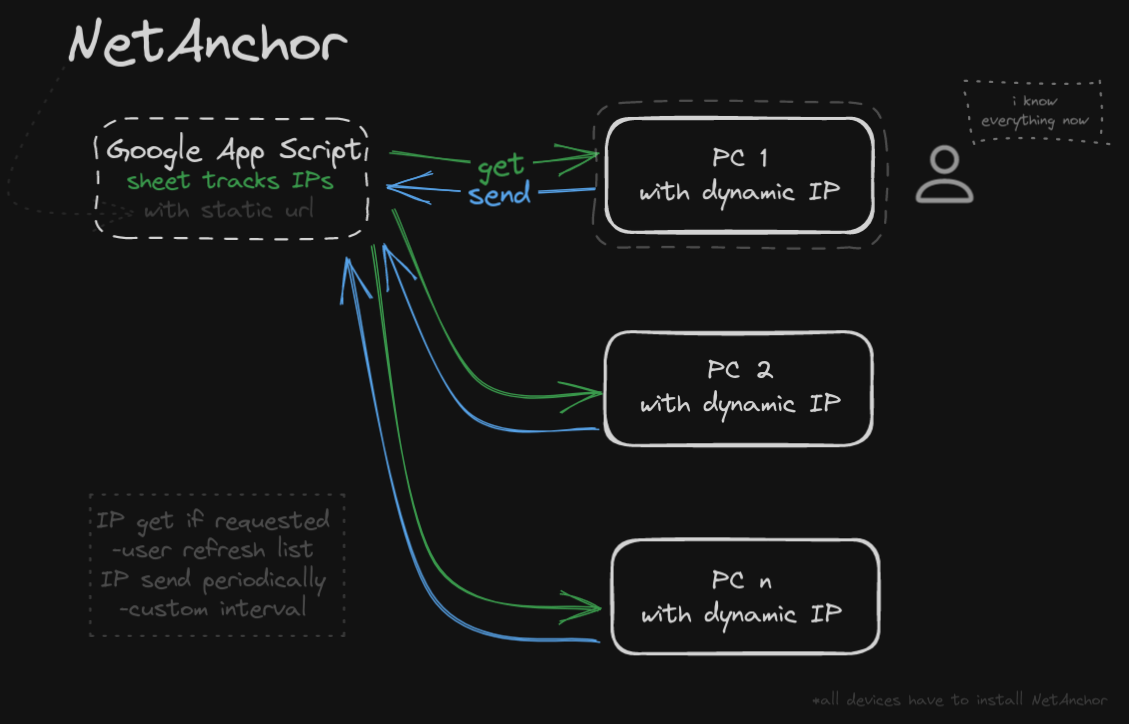 NetAnchor
i know
everything now
Google App Script
sheet tracks IPs
with static url
get
send
PC 1
with dynamic IP
PC 2
with dynamic IP
IP get if requested
-user refresh list
IP send periodically
-custom interval
PC n
with dynamic IP
*all devices have to install NetAnchor